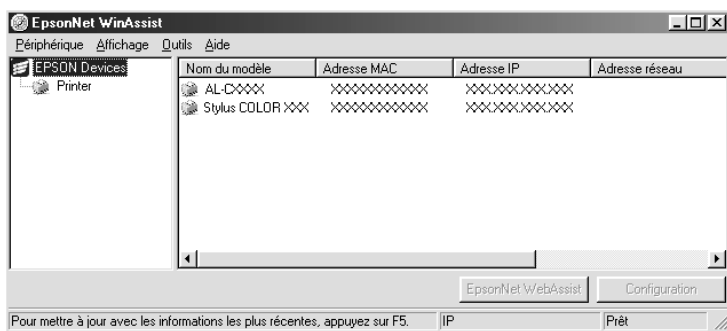 EpsonNet WinAssist
Périphérique Affichage Outils Aide
EPSON Devices
Printer
Nom du modèle Adresse MAC Adresse IP Adresse réseau
AL-CXXXX XXXXXXXXXXXX XXX.XXX.XXX.XXX
Stylus COLOR XXX XXXXXXXXXXXX XXX.XXX.XXX.XXX
EpsonNet WebAssist Configuration
Pour mettre à jour avec les informations les plus récentes, appuyez sur F5. IP Prêt